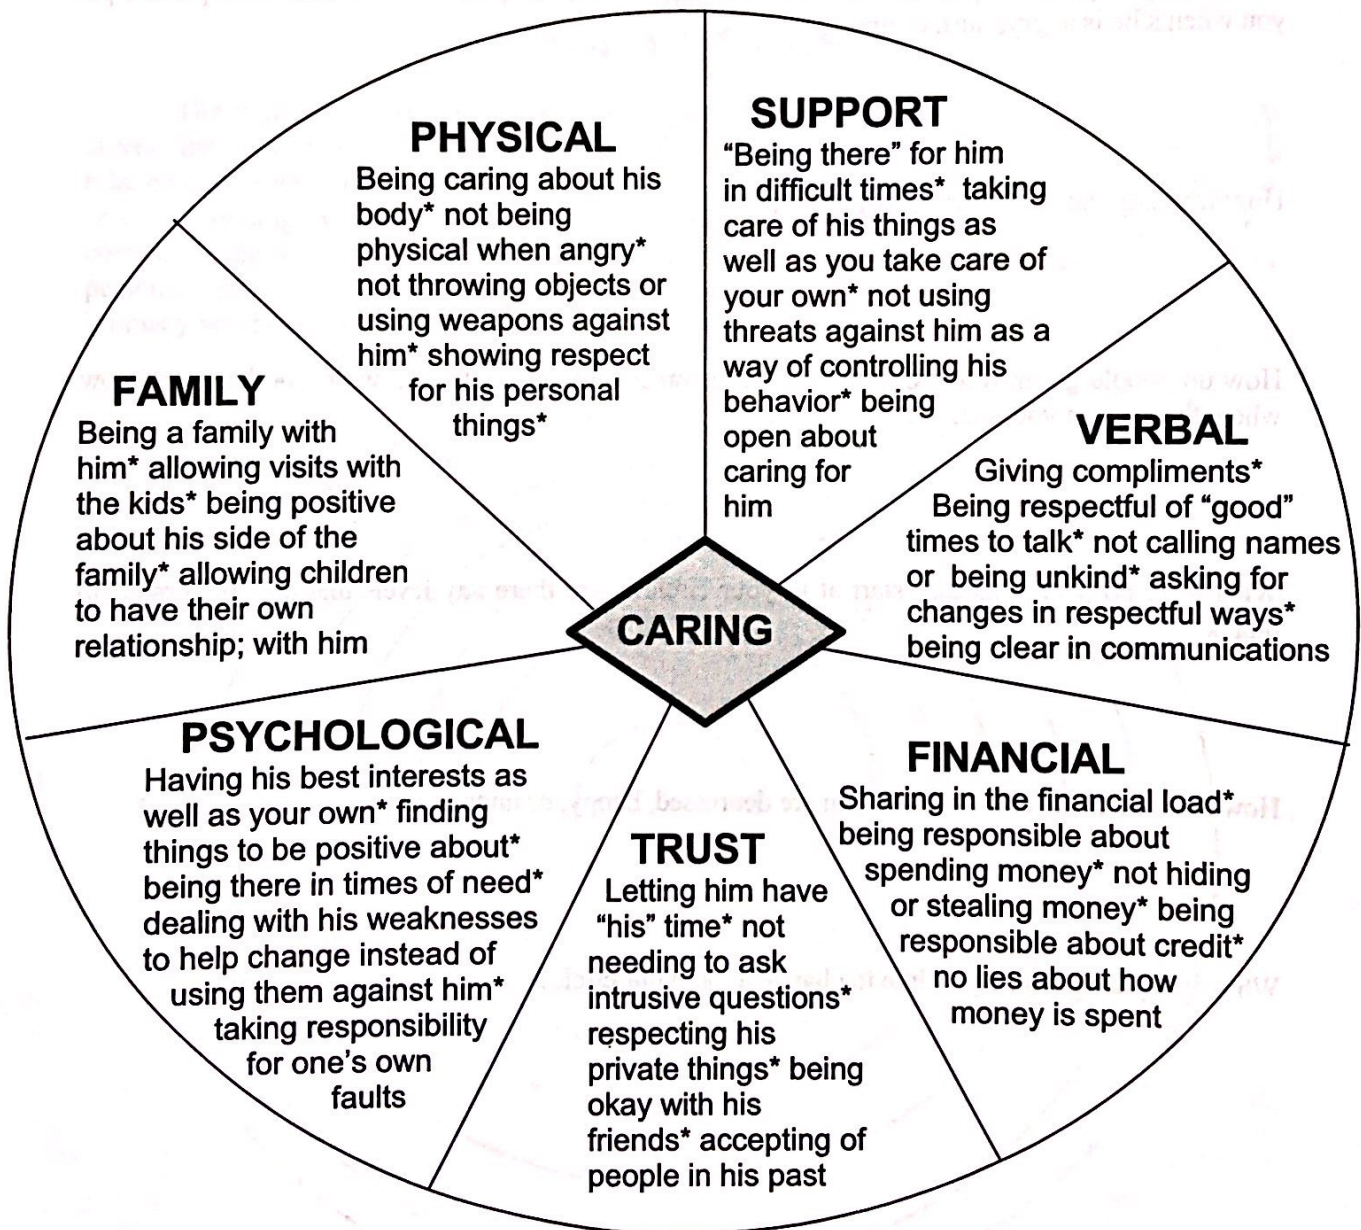 PHYSICAL
Being caring about his
body* not being
physical when angry*
not throwing objects or
using weapons against
him* showing respect
for his personal
things*
SUPPORT
“Being there” for him
in difficult times* taking
care of his things as
well as you take care of
your own* not using
threats against him as a
way of controlling his
behavior* being
open about
caring for
him
VERBAL
Giving compliments*
Being respectful of “good”
times to talk* not calling names
or being unkind* asking for
changes in respectful ways*
being clear in communications
FINANCIAL
Sharing in the financial load*
being responsible about
spending money* not hiding
or stealing money* being
responsible about credit*
no lies about how
money is spent
TRUST
Letting him have
“his” time* not
needing to ask
intrusive questions*
respecting his
private things* being
okay with his
friends* accepting of
people in his past
PSYCHOLOGICAL
Having his best interests as
well as your own* finding
things to be positive about*
being there in times of need*
dealing with his weaknesses
to help change instead of
using them against him*
taking responsibility
for one’s own
faults
FAMILY
Being a family with
him* allowing visits with
the kids* being positive
about his side of the
family* allowing children
to have their own
relationship; with him
CARING